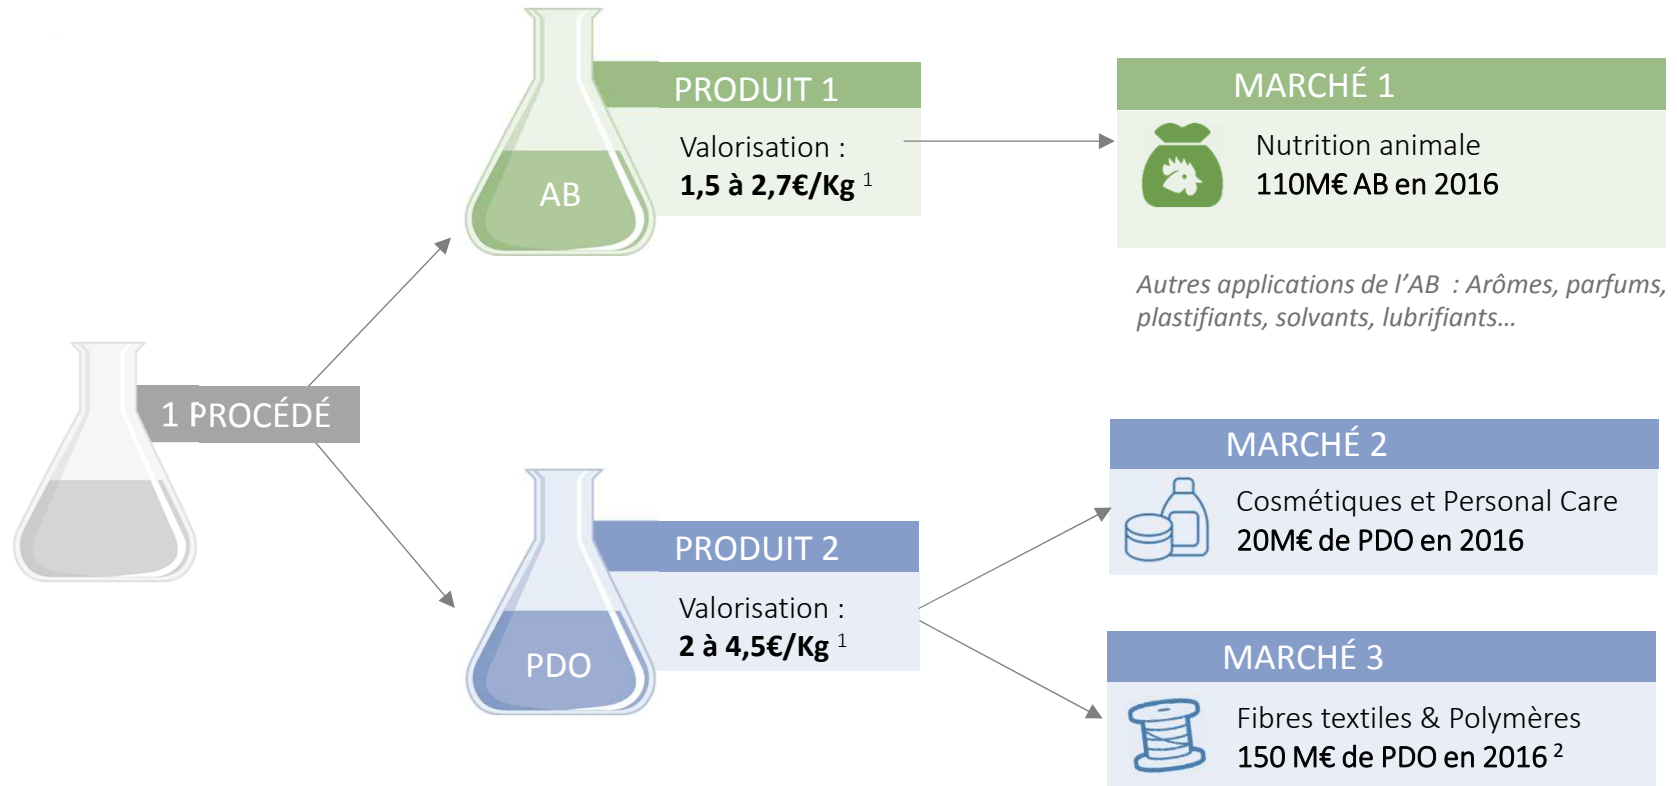 PRODUIT 1
Valorisation :
1,5 à 2,7€/Kg 1
AB
MARCHÉ 1
Nutrition animale
110M€ AB en 2016
Autres applications de l’AB : Arômes, parfums,
plastifiants, solvants, lubrifiants…
1 PROCÉDÉ
PRODUIT 2
Valorisation :
2 à 4,5€/Kg 1
PDO
MARCHÉ 2
Cosmétiques et Personal Care
20M€ de PDO en 2016
MARCHÉ 3
Fibres textiles & Polymères
150 M€ de PDO en 2016 2